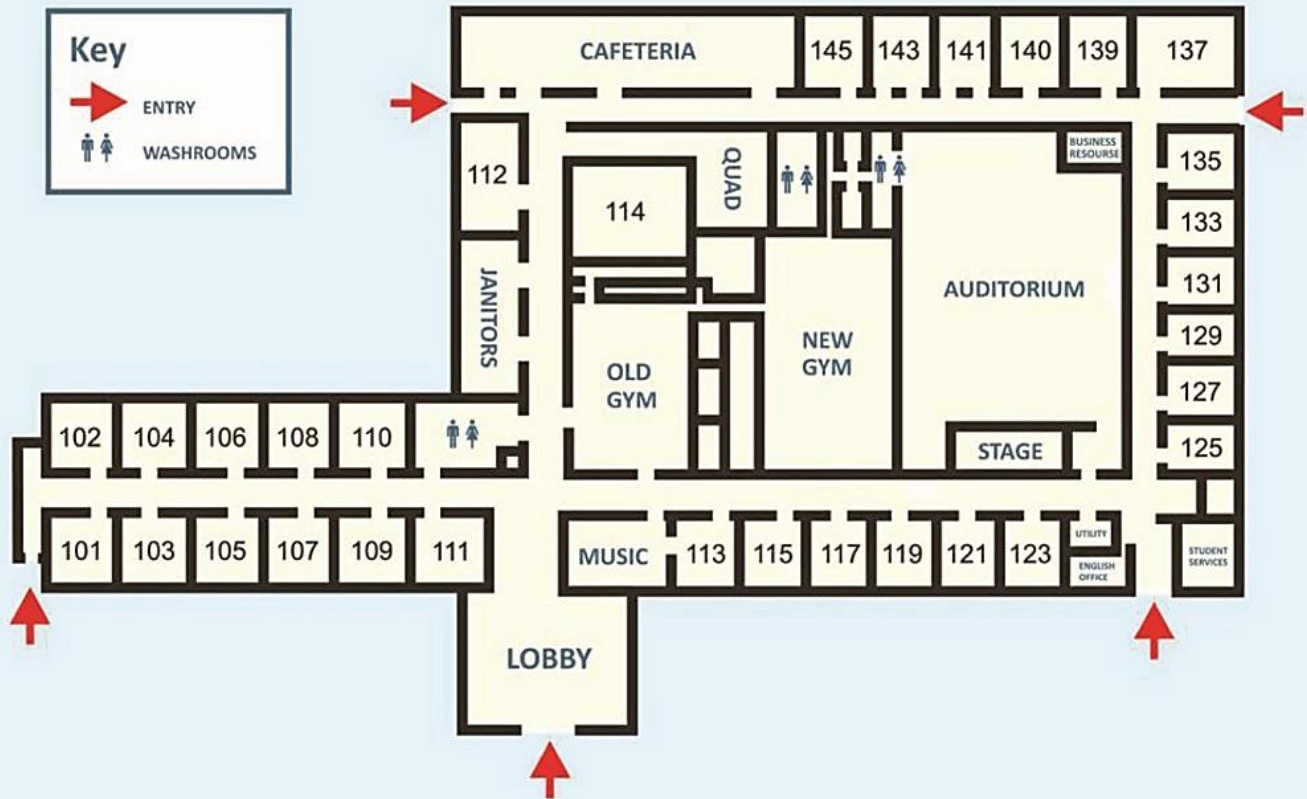 Key
ENTRY
WASHROOMS
CAFETERIA
145
143
141
140
139
137
112
114
QUAD
BUSINESS
RESOURSE
135
133
131
129
127
125
JANITORS
OLD
GYM
NEW
GYM
AUDITORIUM
STAGE
102
104
106
108
110
101
103
105
107
109
111
MUSIC
113
115
117
119
121
123
UTILITY
ENGLISH
OFFICE
STUDENT
SERVICES
LOBBY